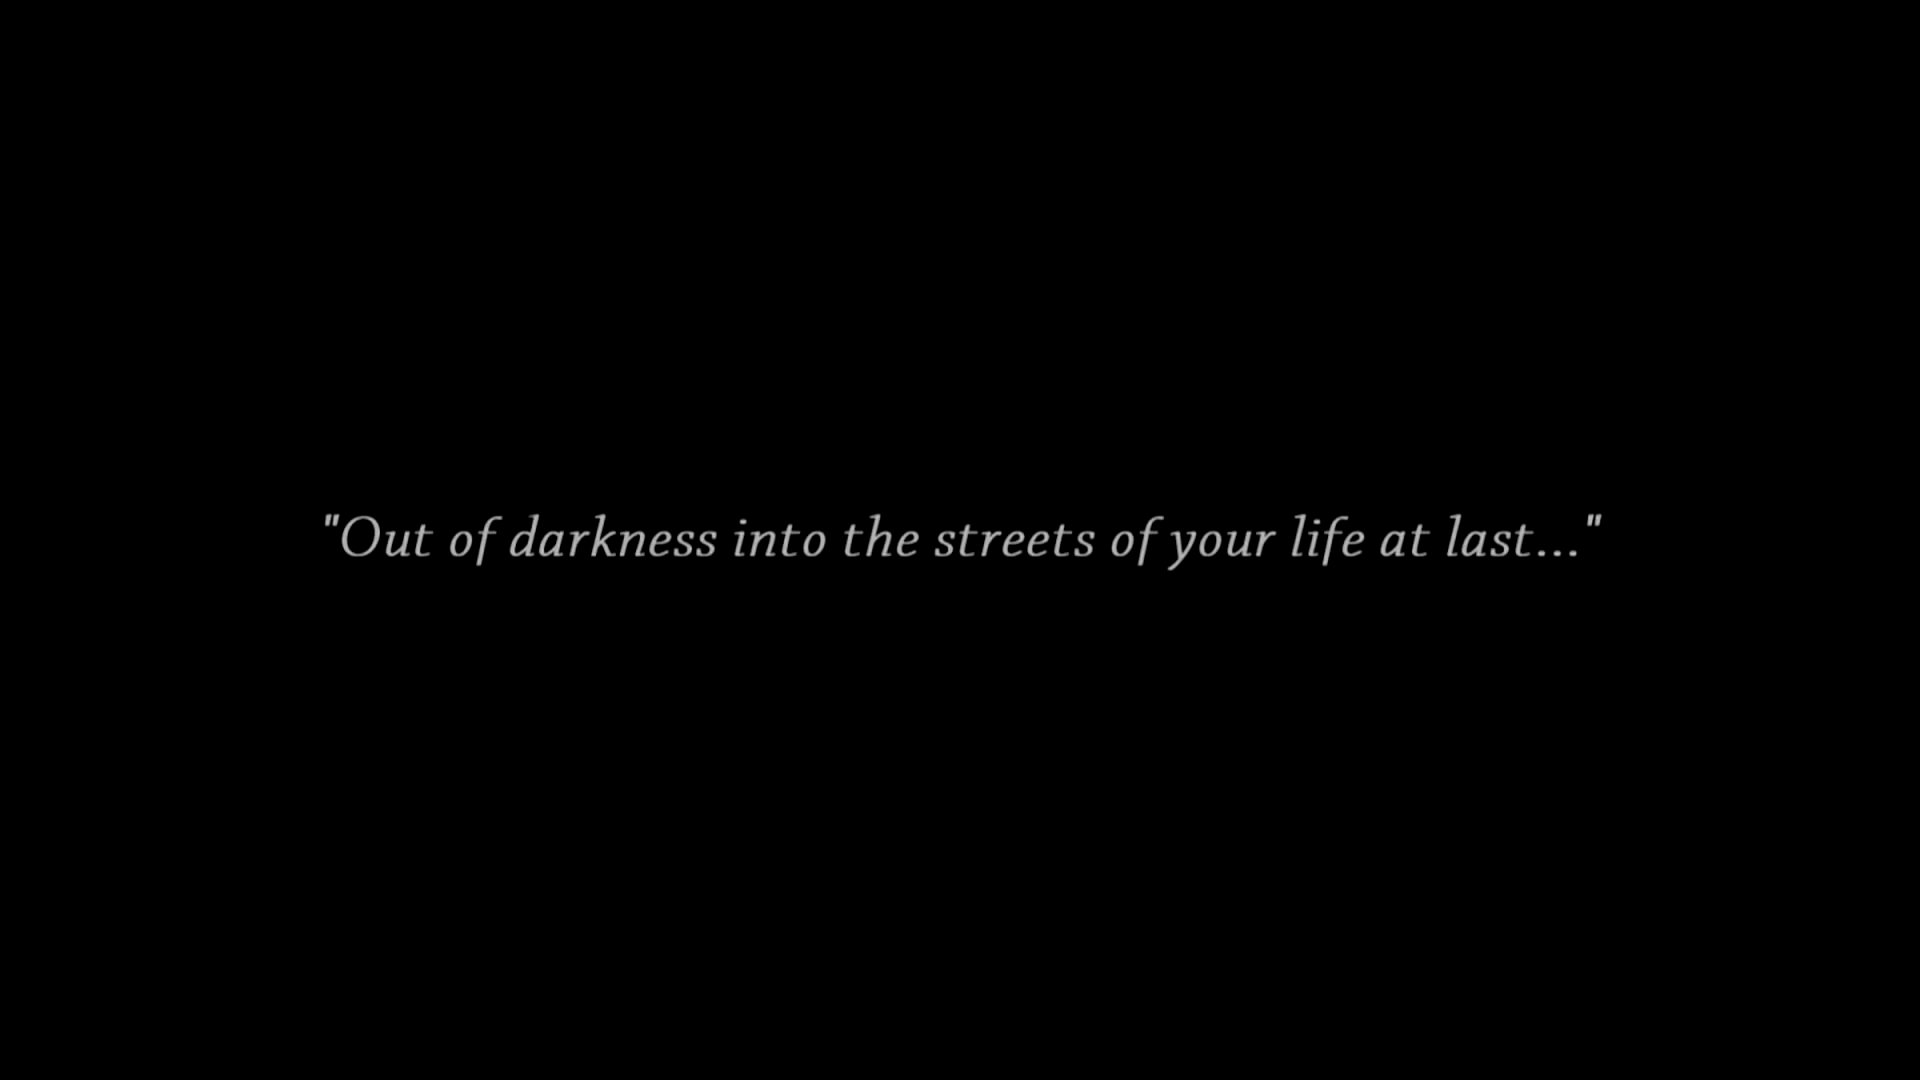 "Out of darkness into the streets of your life at last..."